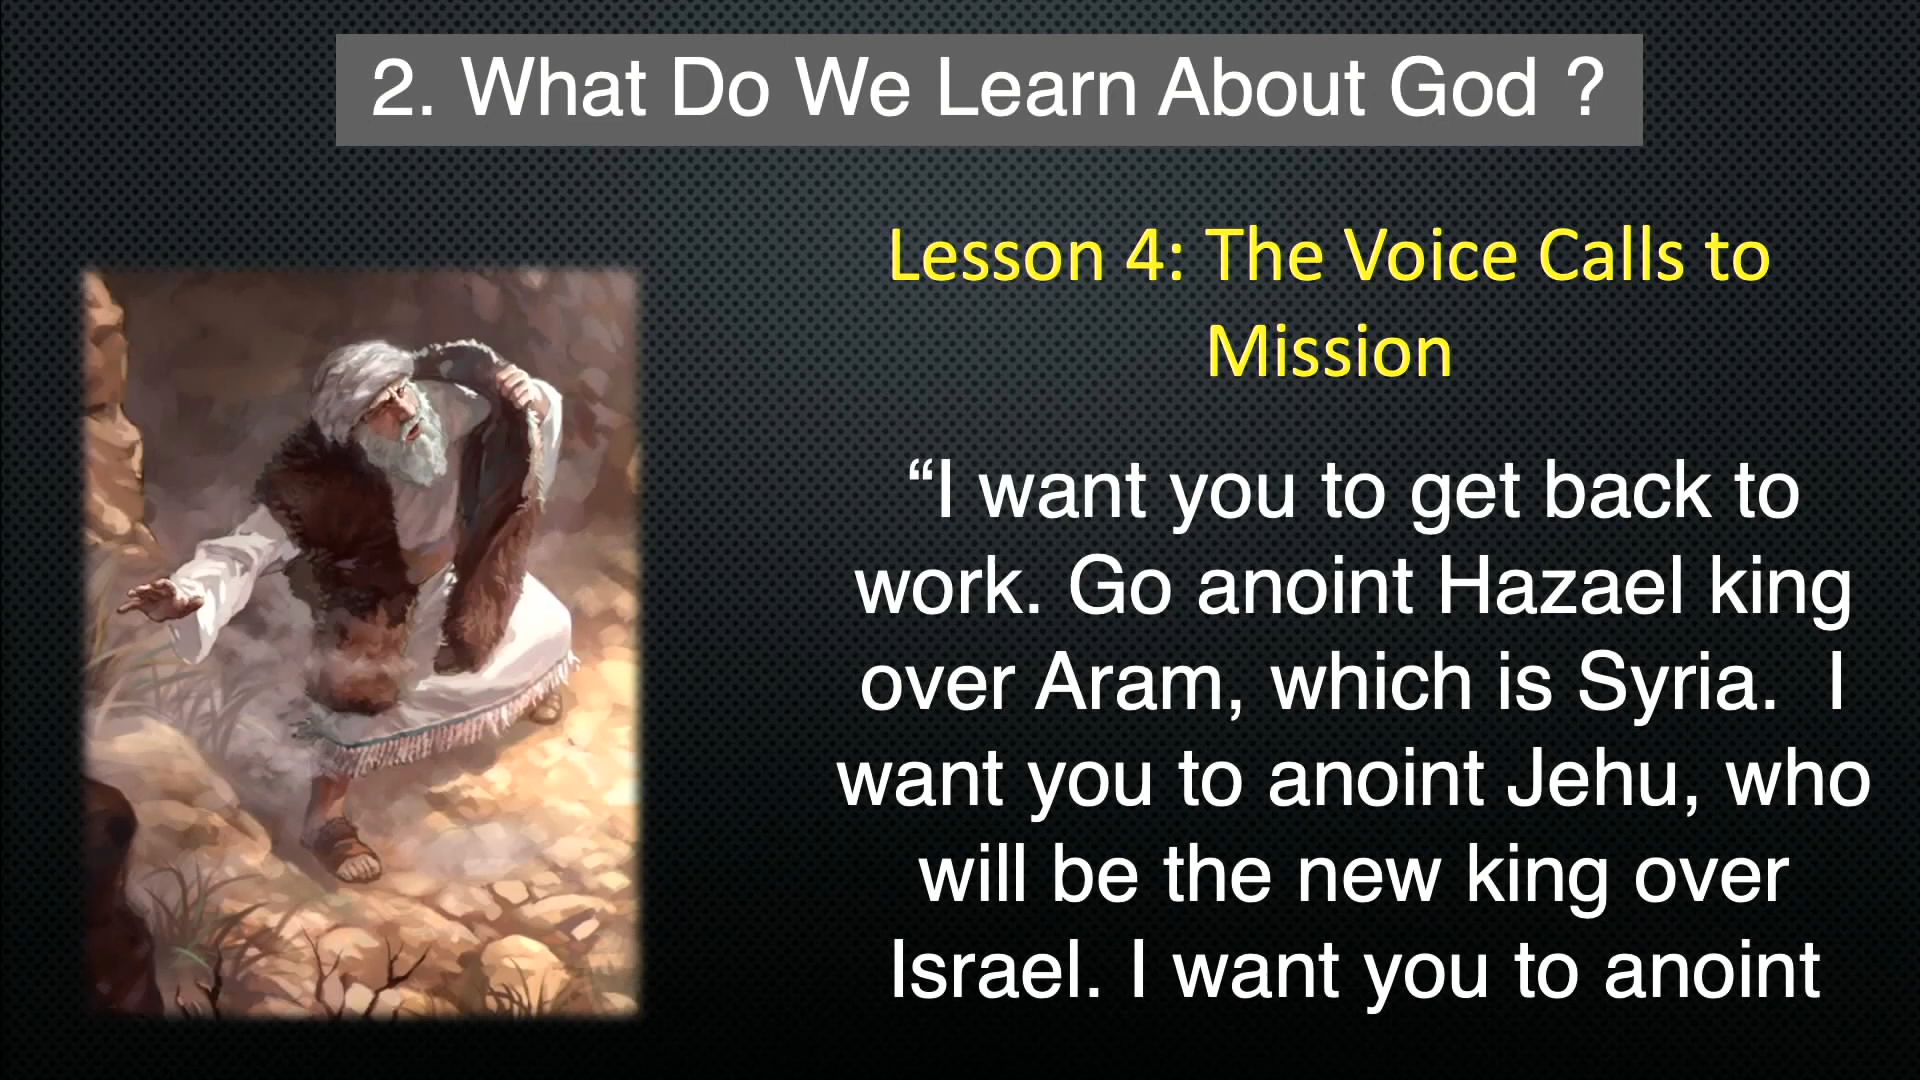 2. What Do We Learn About God ?
Lesson 4: The Voice Calls to
Mission
“I want you to get back to
work. Go anoint Hazael king
over Aram, which is Syria.  I
want you to anoint Jehu, who
will be the new king over
Israel. I want you to anoint